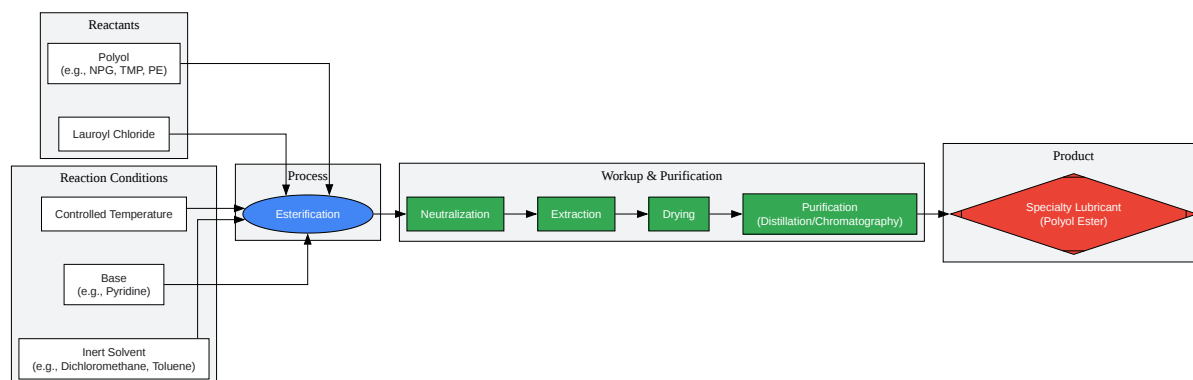 Reactants
Polyol
(e.g., NPG, TMP, PE)
Lauroyl Chloride
Reaction Conditions
Controlled Temperature
Base
(e.g., Pyridine)
Inert Solvent
(e.g., Dichloromethane, Toluene)
Process
Esterification
Workup & Purification
Neutralization
Extraction
Drying
Purification
(Distillation/Chromatography)
Product
Specialty Lubricant
(Polyol Ester)